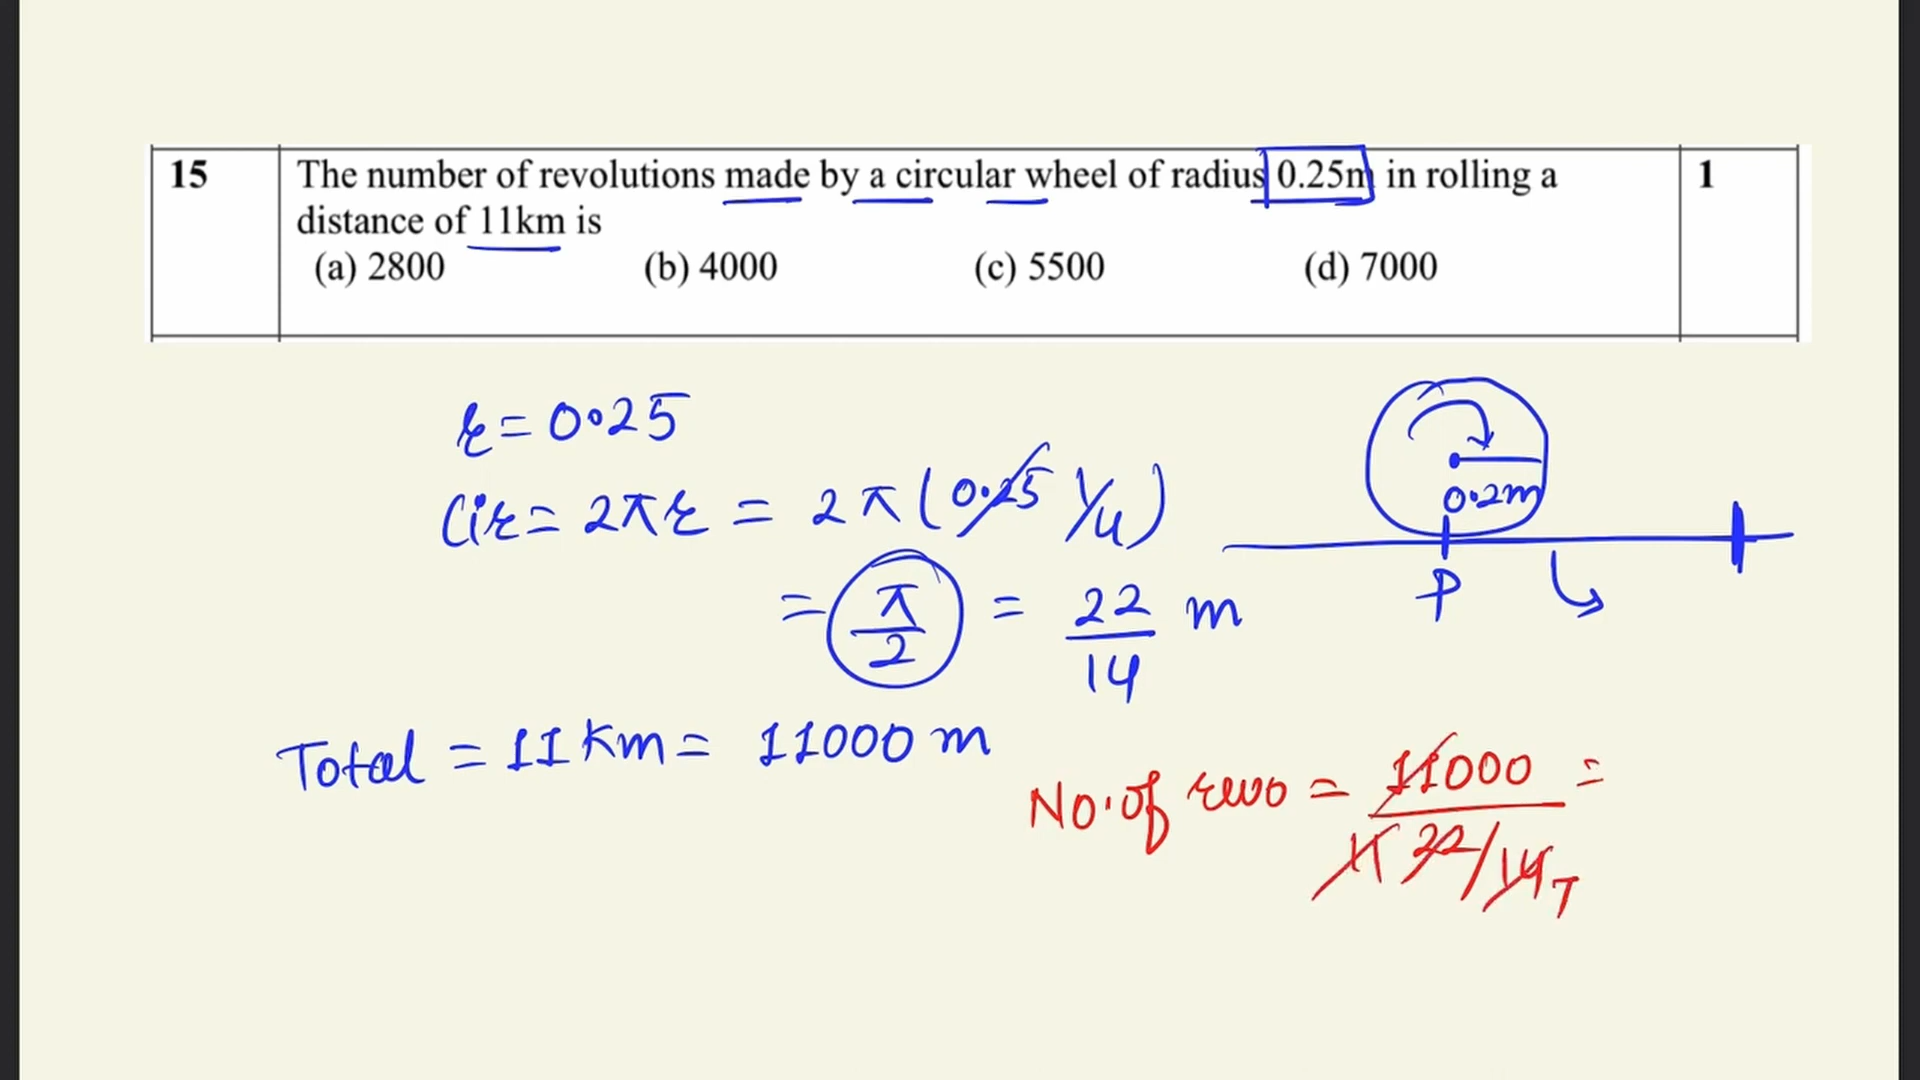 15 The number of revolutions made by a circular wheel of radius 0.25m in rolling a 1
distance of 11km is
(a) 2800 (b) 4000 (c) 5500 (d) 7000
r = 0.25
Cir = 2πr = 2π(0.25 1/4)
0.2m
= π/2 = 22/14 m
P
Total = 11 Km = 11000 m
No. of revo = 11000 / 11 22/14 7 =